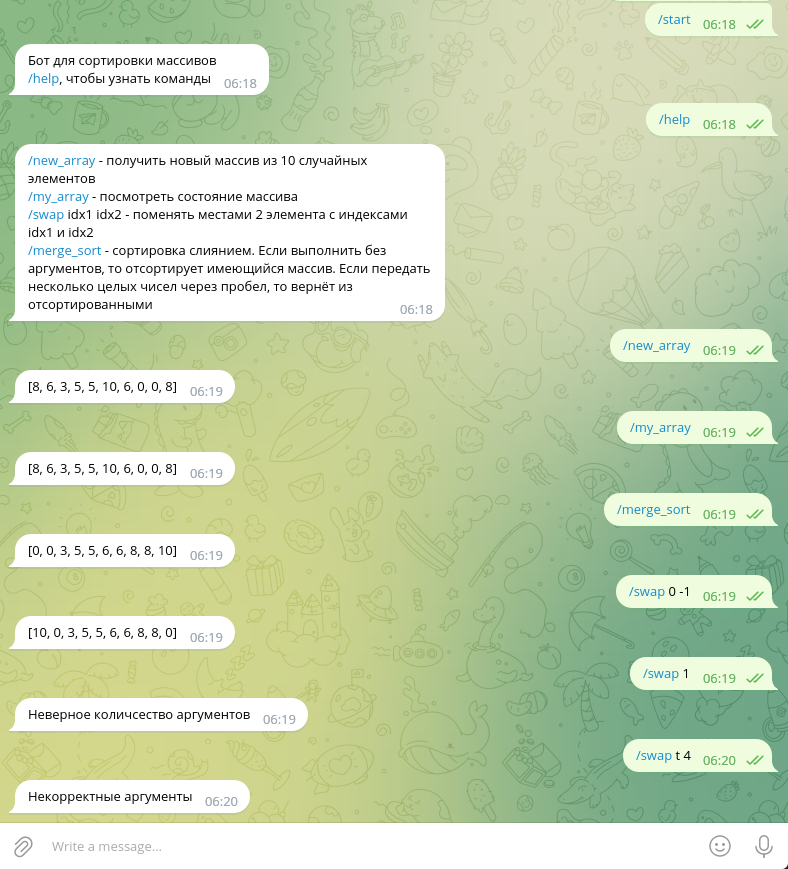 /start 06:18
Бот для сортировки массивов
/help, чтобы узнать команды 06:18
/help 06:18
/new_array - получить новый массив из 10 случайных
элементов
/my_array - посмотреть состояние массива
/swap idx1 idx2 - поменять местами 2 элемента с индексами
idx1 и idx2
/merge_sort - сортировка слиянием. Если выполнить без
аргументов, то отсортирует имеющийся массив. Если передать
несколько целых чисел через пробел, то вернёт из
отсортированными 06:18
/new_array 06:19
[8, 6, 3, 5, 5, 10, 6, 0, 0, 8] 06:19
/my_array 06:19
[8, 6, 3, 5, 5, 10, 6, 0, 0, 8] 06:19
/merge_sort 06:19
[0, 0, 3, 5, 5, 6, 6, 8, 8, 10] 06:19
/swap 0 -1 06:19
[10, 0, 3, 5, 5, 6, 6, 8, 8, 0] 06:19
/swap 1 06:19
Неверное количсество аргументов 06:19
/swap t 4 06:20
Некорректные аргументы 06:20
Write a message...